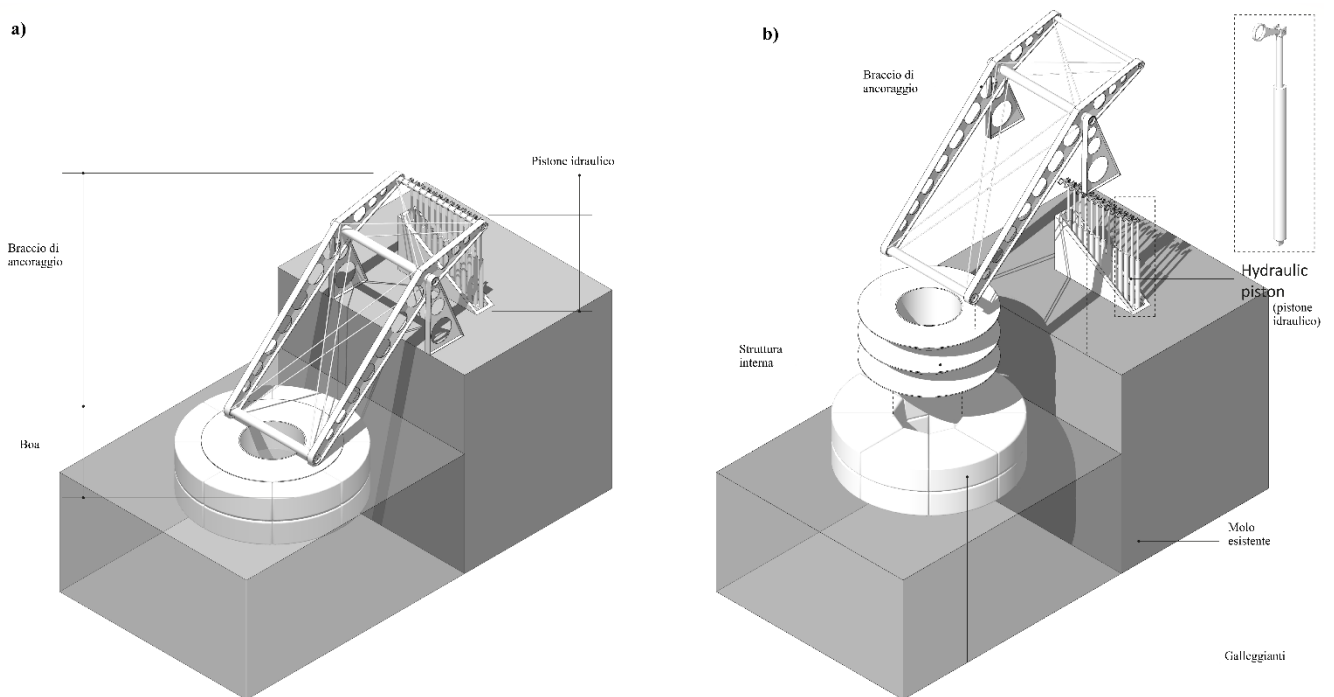 a)
Pistone idraulico
Braccio di
ancoraggio
Boa
b)
Braccio di
ancoraggio
Hydraulic
piston
(pistone
idraulico)
Struttura
interna
Molo
esistente
Galleggianti